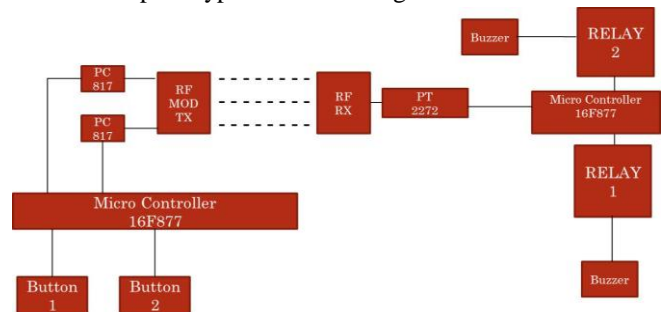 Buzzer
RELAY
2
PC
817
RF
MOD
TX
RF
RX
PT
2272
Micro Controller
16F877
PC
817
RELAY
1
Micro Controller
16F877
Button
1
Button
2
Buzzer